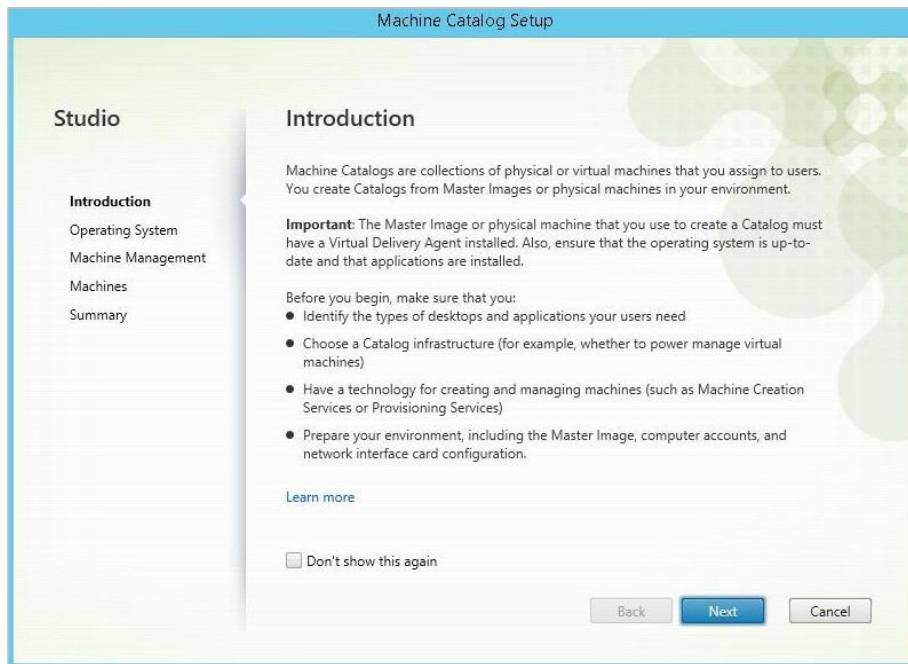 Machine Catalog Setup
Studio
Introduction
Operating System
Machine Management
Machines
Summary
Introduction
Machine Catalogs are collections of physical or virtual machines that you assign to users.
You create Catalogs from Master Images or physical machines in your environment.
Important: The Master Image or physical machine that you use to create a Catalog must
have a Virtual Delivery Agent installed. Also, ensure that the operating system is up-to-
date and that applications are installed.
Before you begin, make sure that you:
● Identify the types of desktops and applications your users need
● Choose a Catalog infrastructure (for example, whether to power manage virtual
machines)
● Have a technology for creating and managing machines (such as Machine Creation
Services or Provisioning Services)
● Prepare your environment, including the Master Image, computer accounts, and
network interface card configuration.
Learn more
Don't show this again
Back Next Cancel